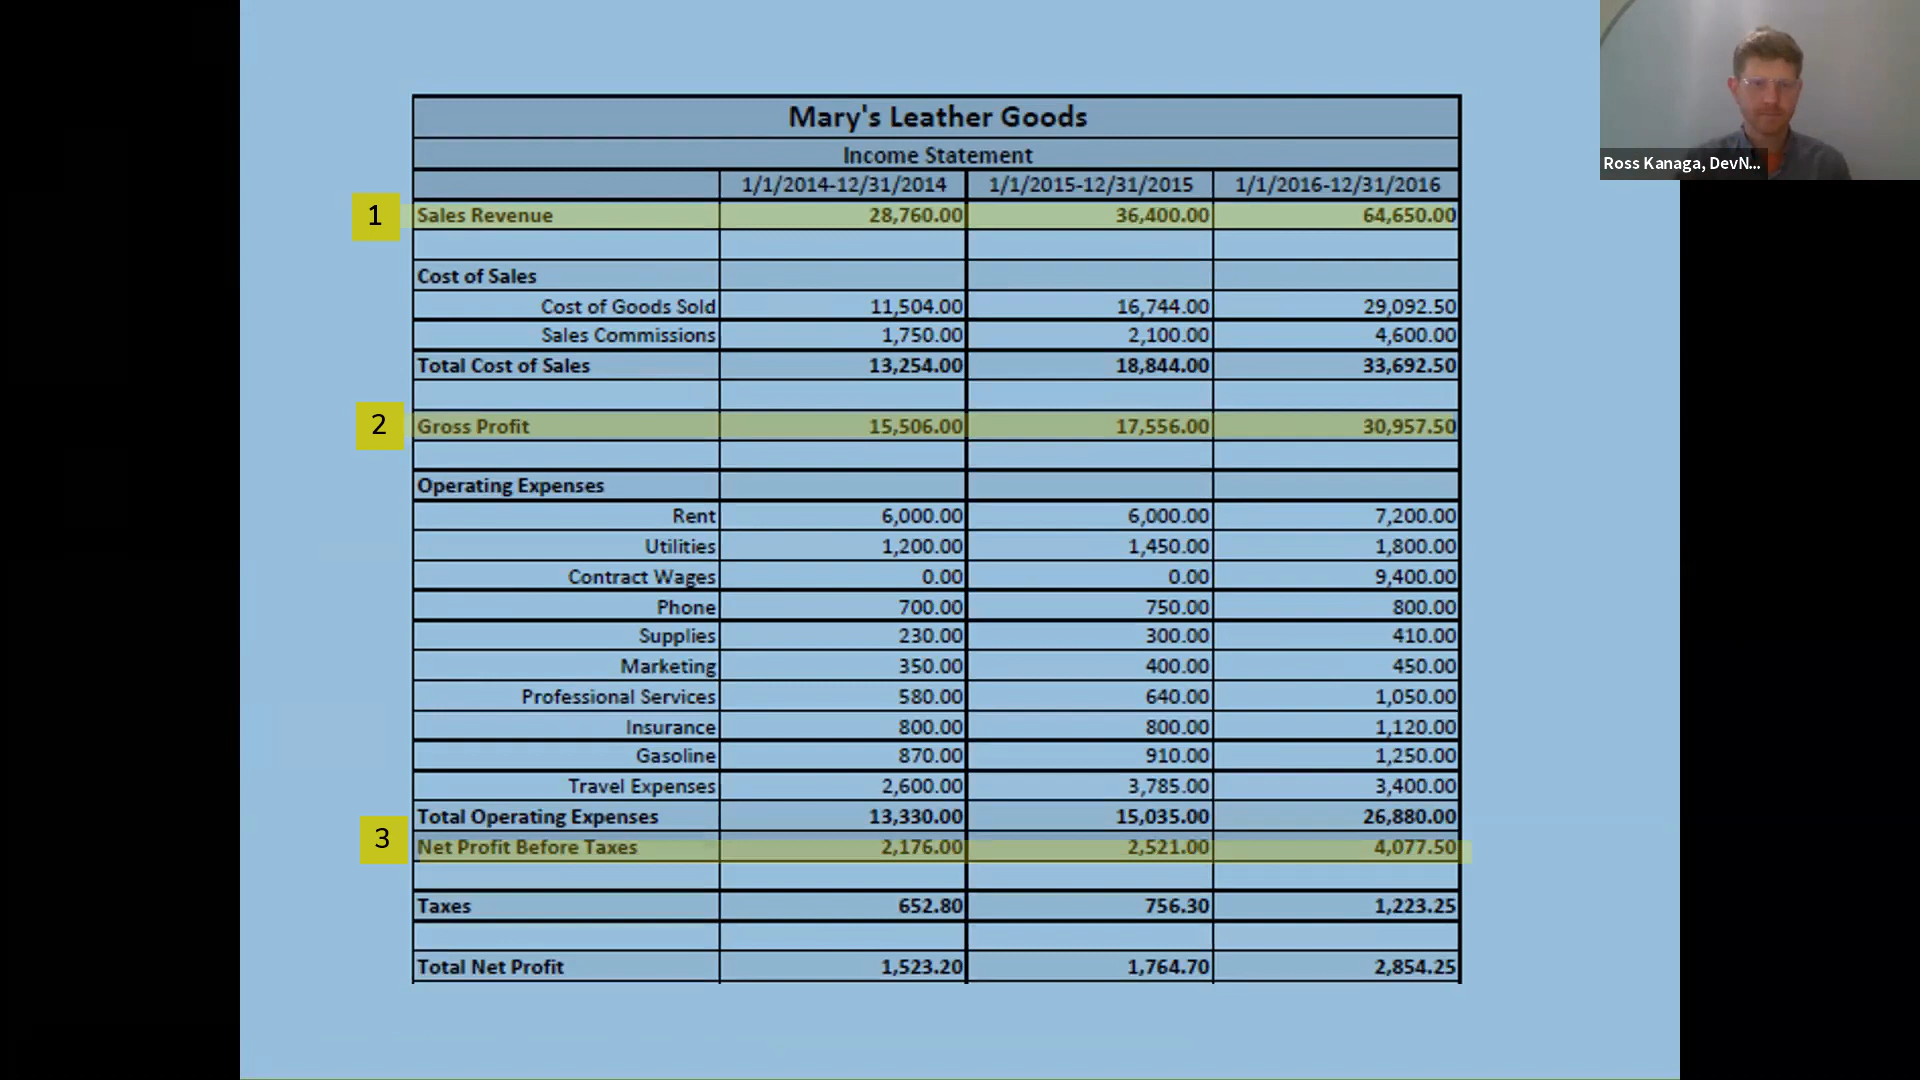 Mary's Leather Goods
Income Statement
1/1/2014-12/31/2014 1/1/2015-12/31/2015 1/1/2016-12/31/2016
1 Sales Revenue 28,760.00 36,400.00 64,650.00
Cost of Sales
Cost of Goods Sold 11,504.00 16,744.00 29,092.50
Sales Commissions 1,750.00 2,100.00 4,600.00
Total Cost of Sales 13,254.00 18,844.00 33,692.50
2 Gross Profit 15,506.00 17,556.00 30,957.50
Operating Expenses
Rent 6,000.00 6,000.00 7,200.00
Utilities 1,200.00 1,450.00 1,800.00
Contract Wages 0.00 0.00 9,400.00
Phone 700.00 750.00 800.00
Supplies 230.00 300.00 410.00
Marketing 350.00 400.00 450.00
Professional Services 580.00 640.00 1,050.00
Insurance 800.00 800.00 1,120.00
Gasoline 870.00 910.00 1,250.00
Travel Expenses 2,600.00 3,785.00 3,400.00
Total Operating Expenses 13,330.00 15,035.00 26,880.00
3 Net Profit Before Taxes 2,176.00 2,521.00 4,077.50
Taxes 652.80 756.30 1,223.25
Total Net Profit 1,523.20 1,764.70 2,854.25
Ross Kanaga, DevN...